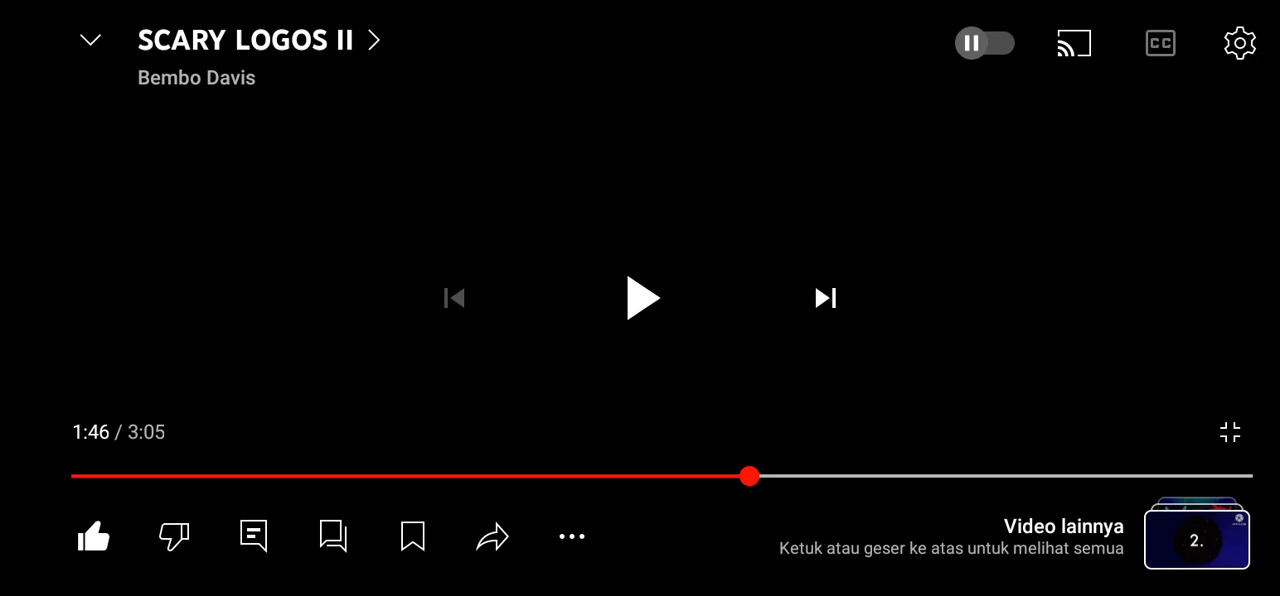 SCARY LOGOS II
Bembo Davis
CC
1:46 / 3:05
Video lainnya
Ketuk atau geser ke atas untuk melihat semua
2.